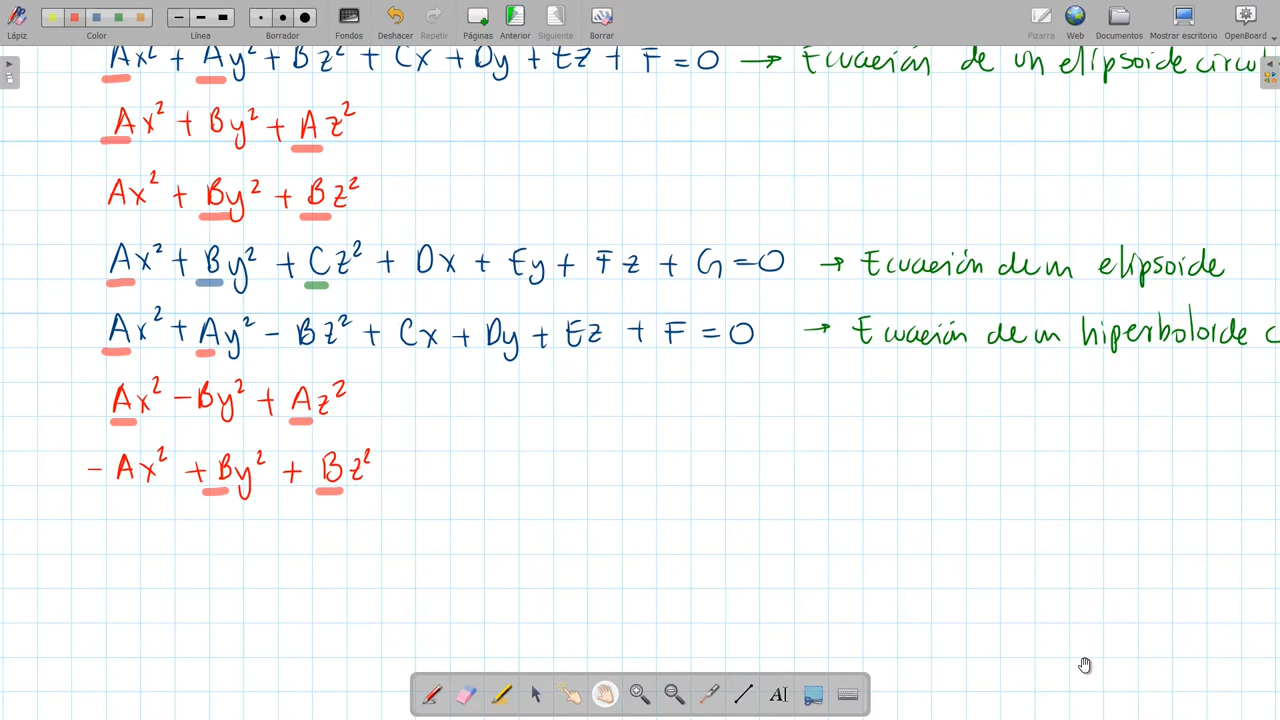 Lápiz Color Línea Borrador Fondos Deshacer Repetir Páginas Anterior Siguiente Borrar Pizarra Web Documentos Mostrar escritorio OpenBoard
Ax² + Ay² + Bz² + Cx + Dy + Ez + F = 0 → Ecuación de un elipsoide circu
Ax² + By² + Az²
Ax² + By² + Bz²
Ax² + By² + Cz² + Dx + Ey + Fz + G = 0 → Ecuación de un elipsoide
Ax² + Ay² - Bz² + Cx + Dy + Ez + F = 0 → Ecuación de un hiperboloide c
Ax² - By² + Az²
- Ax² + By² + Bz²